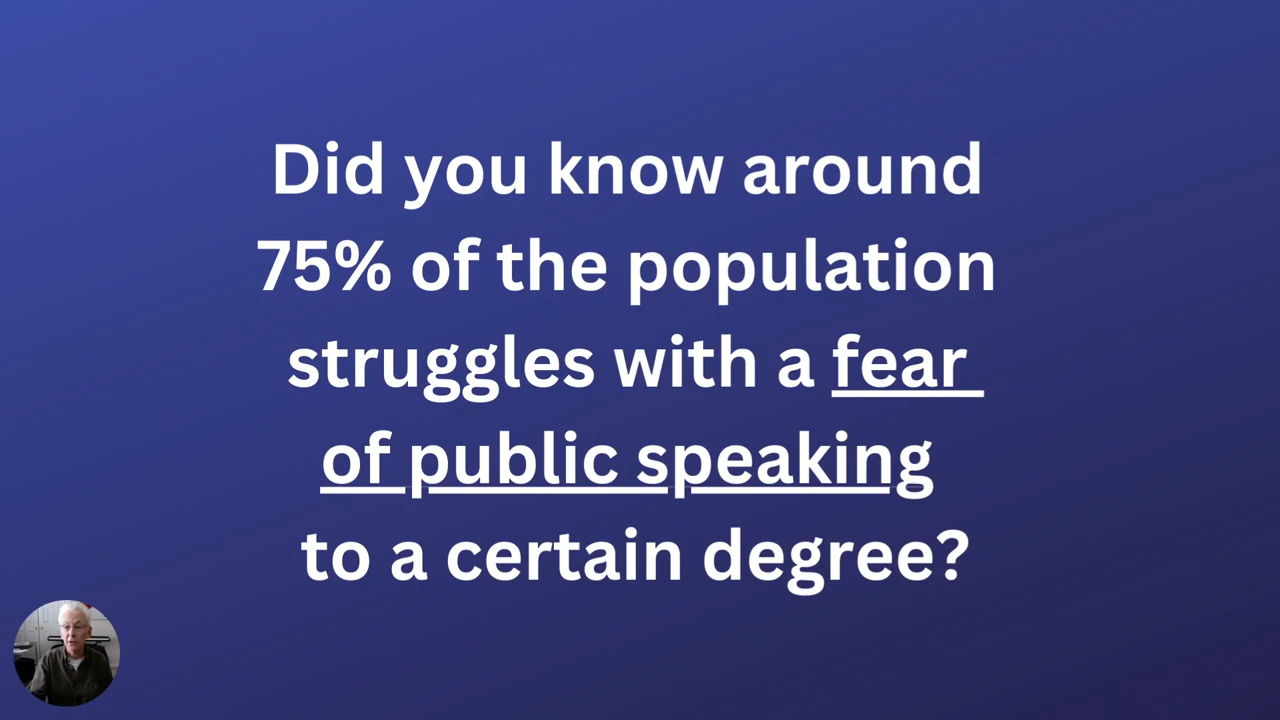 Did you know around
75% of the population
struggles with a fear
of public speaking
to a certain degree?